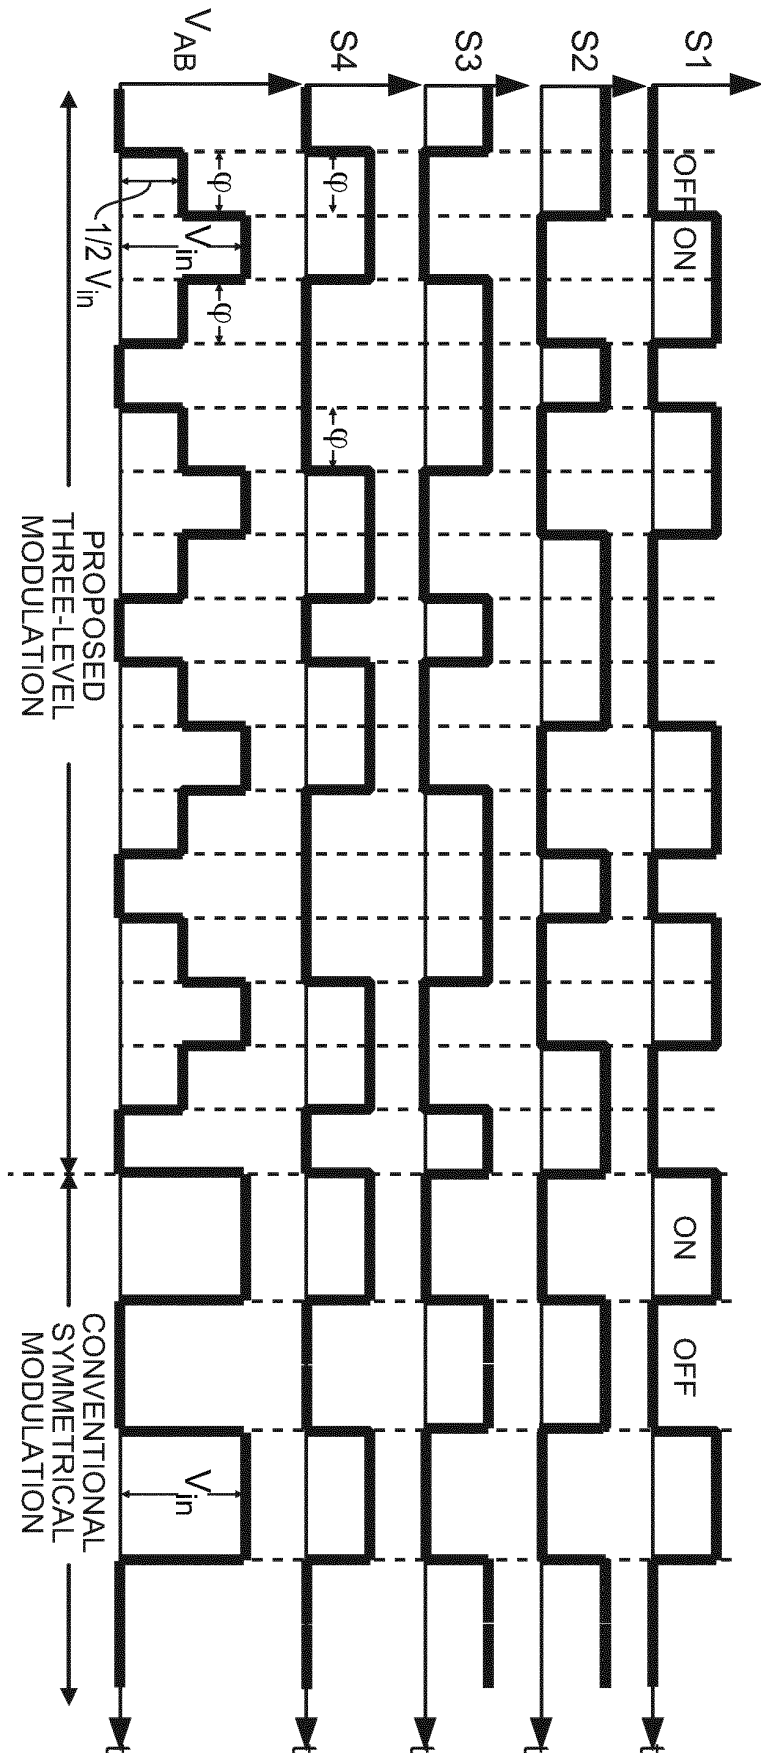 S1
OFF
ON
ON
OFF
t
S2
t
S3
t
S4
φ
φ
t
V_AB
φ
V_in
φ
1/2 V_in
V_in
t
PROPOSED
THREE-LEVEL
MODULATION
CONVENTIONAL
SYMMETRICAL
MODULATION